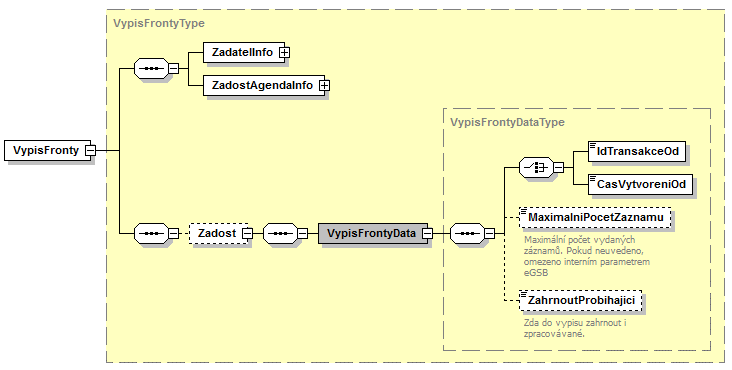 VypisFrontyType
ZadatelInfo
ZadostAgendaInfo
VypisFronty
VypisFrontyDataType
IdTransakceOd
CasVytvoreniOd
Zadost
VypisFrontyData
MaximalniPocetZaznamu
Maximální počet vydaných
záznamů. Pokud neuvedeno,
omezeno interním parametrem
eGSB
ZahrnoutProbihajici
Zda do vypisu zahrnout i
zpracovávané.